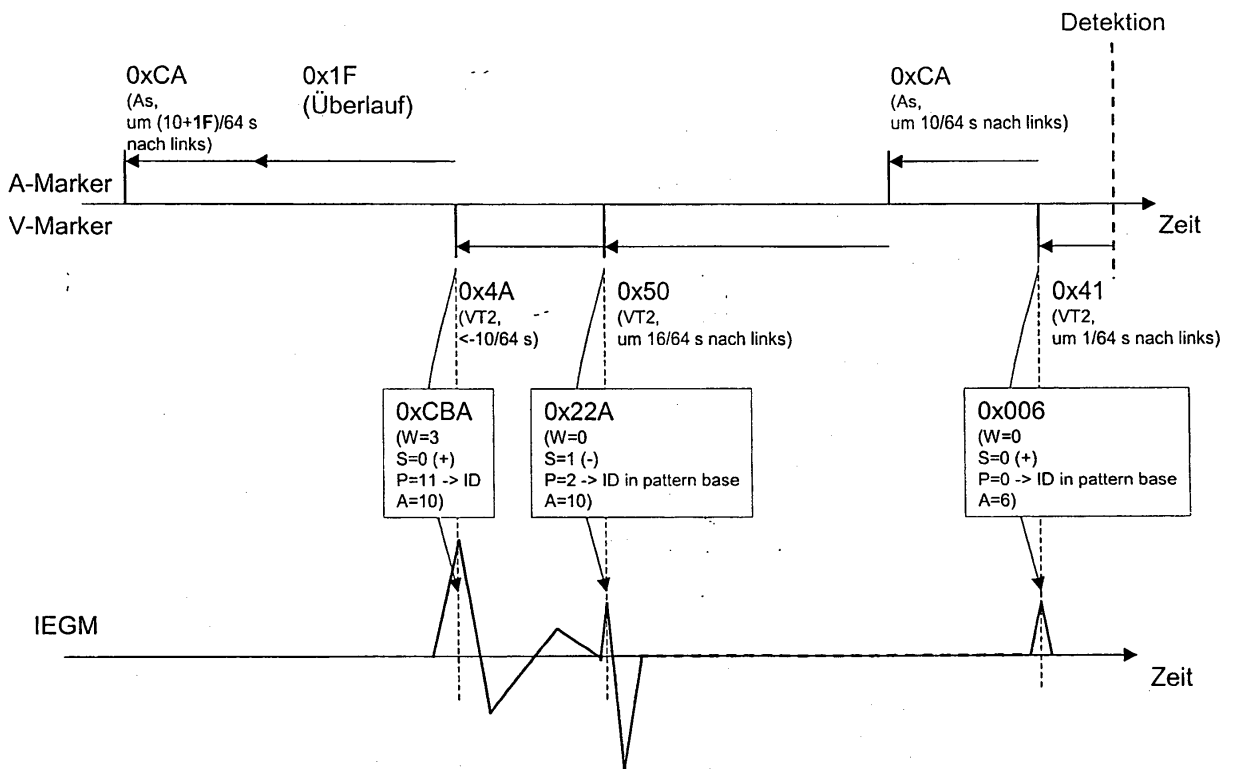 Detektion
0xCA
(As,
um (10+1F)/64 s
nach links)
0x1F
(Überlauf)
0xCA
(As,
um 10/64 s nach links)
A-Marker
V-Marker
Zeit
0x4A
(VT2,
<-10/64 s)
0x50
(VT2,
um 16/64 s nach links)
0x41
(VT2,
um 1/64 s nach links)
0xCBA
(W=3
S=0 (+)
P=11 -> ID
A=10)
0x22A
(W=0
S=1 (-)
P=2 -> ID in pattern base
A=10)
0x006
(W=0
S=0 (+)
P=0 -> ID in pattern base
A=6)
IEGM
Zeit